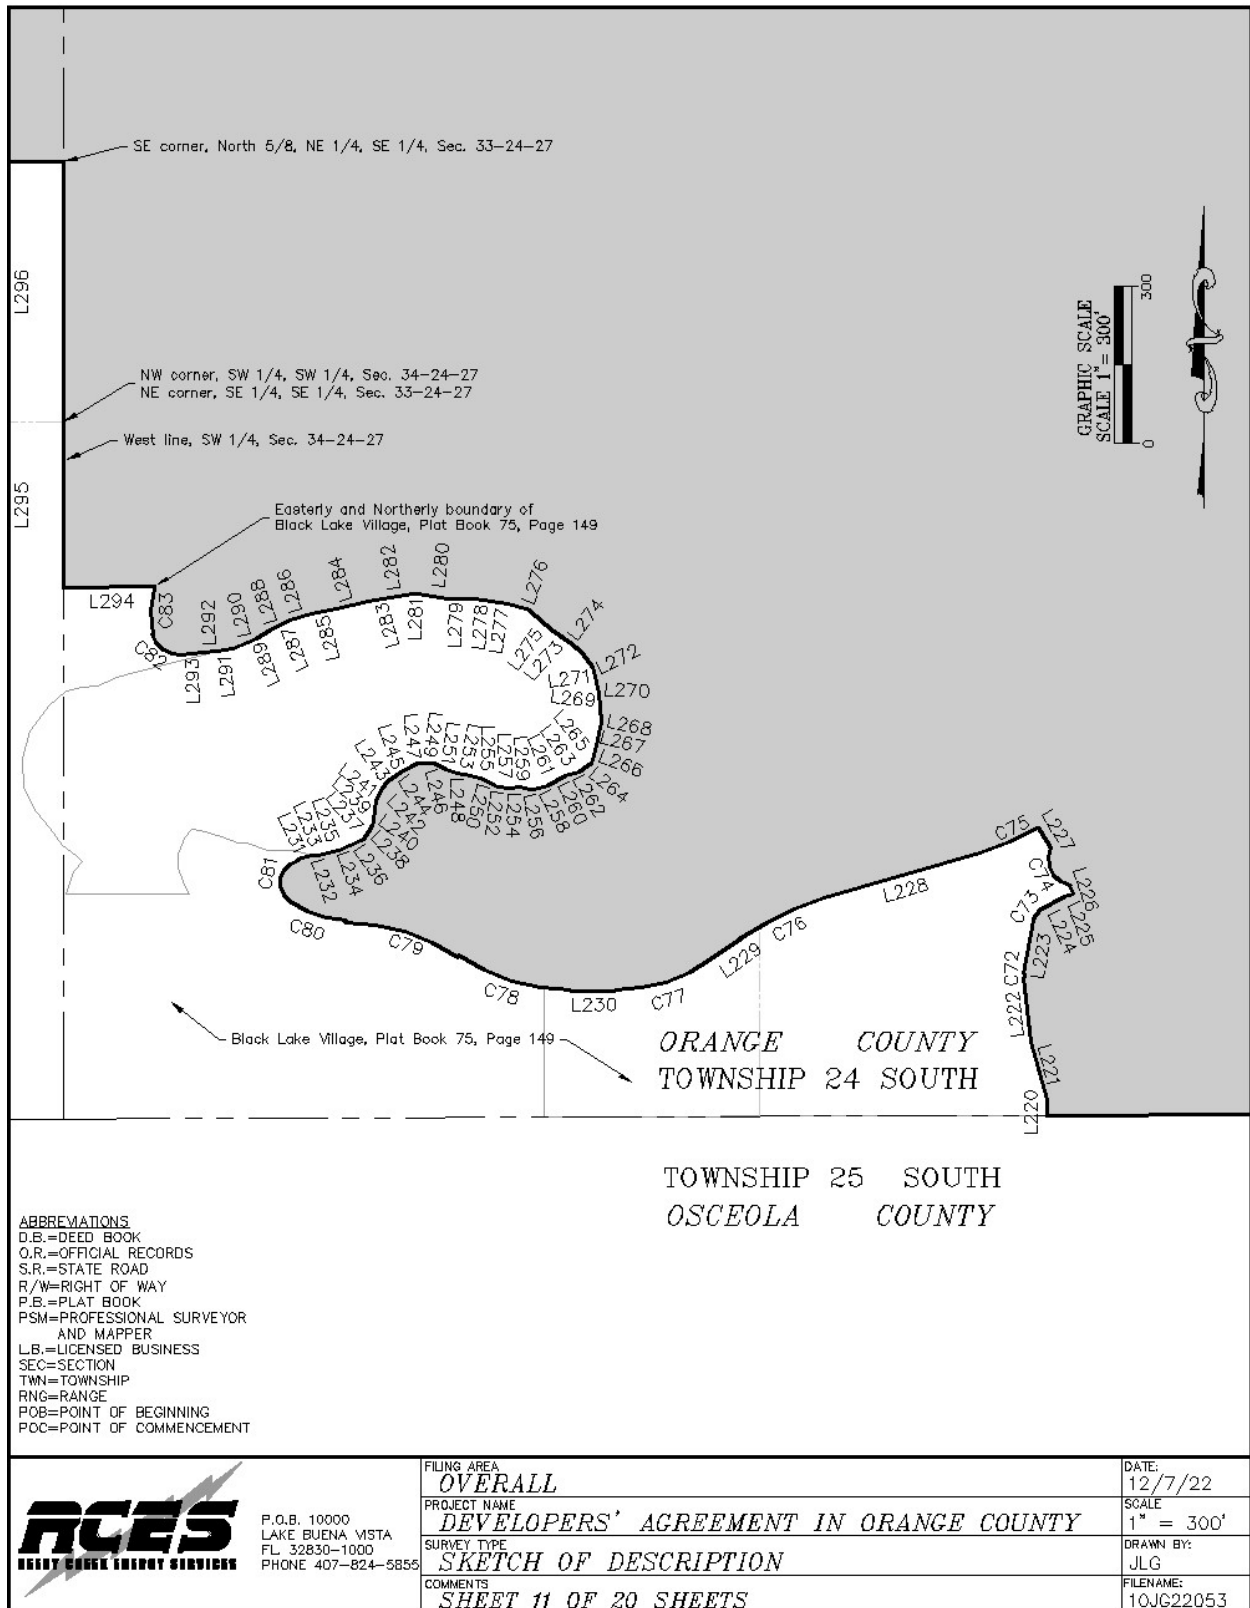 SE corner, North 5/8, NE 1/4, SE 1/4, Sec. 33-24-27
L296
GRAPHIC SCALE
SCALE 1" = 300'
0
300
NW corner, SW 1/4, SW 1/4, Sec. 34-24-27
NE corner, SE 1/4, SE 1/4, Sec. 33-24-27
West line, SW 1/4, Sec. 34-24-27
L295
Easterly and Northerly boundary of
Black Lake Village, Plat Book 75, Page 149
L294
C83
C82
L293
L292
L291
L290
L289
L288
L287
L286
L285
L284
L283
L282
L281
L280
L279
L278
L277
L276
L275
L274
L273
L272
L271
L270
L269
L268
L267
L266
L265
L264
L263
L262
L261
L260
L259
L258
L257
L256
L255
L254
L253
L252
L251
L250
L249
L248
L247
L246
L245
L244
L243
L242
L241
L240
L239
L238
L237
L236
L235
L234
L233
L232
L231
C81
C80
C79
C78
L230
C77
L229
C76
L228
C75
L227
C74
L226
L225
L224
C73
L223
C72
L222
L221
L220
Black Lake Village, Plat Book 75, Page 149
ORANGE COUNTY
TOWNSHIP 24 SOUTH
TOWNSHIP 25 SOUTH
OSCEOLA COUNTY
ABBREVIATIONS
D.B.=DEED BOOK
O.R.=OFFICIAL RECORDS
S.R.=STATE ROAD
R/W=RIGHT OF WAY
P.B.=PLAT BOOK
PSM=PROFESSIONAL SURVEYOR
AND MAPPER
L.B.=LICENSED BUSINESS
SEC=SECTION
TWN=TOWNSHIP
RNG=RANGE
POB=POINT OF BEGINNING
POC=POINT OF COMMENCEMENT
RCES
REEDY CREEK ENERGY SERVICES
P.O.B. 10000
LAKE BUENA VISTA
FL 32830-1000
PHONE 407-824-5855
FILING AREA
OVERALL
PROJECT NAME
DEVELOPERS' AGREEMENT IN ORANGE COUNTY
SURVEY TYPE
SKETCH OF DESCRIPTION
COMMENTS
SHEET 11 OF 20 SHEETS
DATE:
12/7/22
SCALE
1" = 300'
DRAWN BY:
JLG
FILENAME:
10JG22053